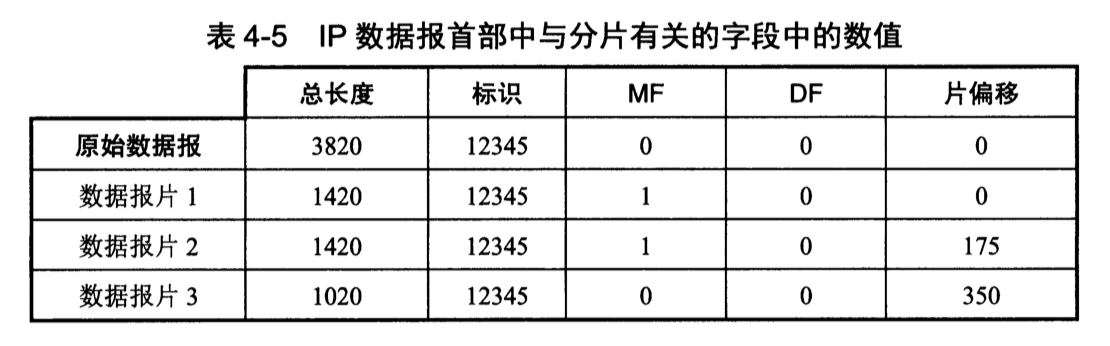 表 4-5 IP 数据报首部中与分片有关的字段中的数值
总长度 标识 MF DF 片偏移
原始数据报 3820 12345 0 0 0
数据报片 1 1420 12345 1 0 0
数据报片 2 1420 12345 1 0 175
数据报片 3 1020 12345 0 0 350